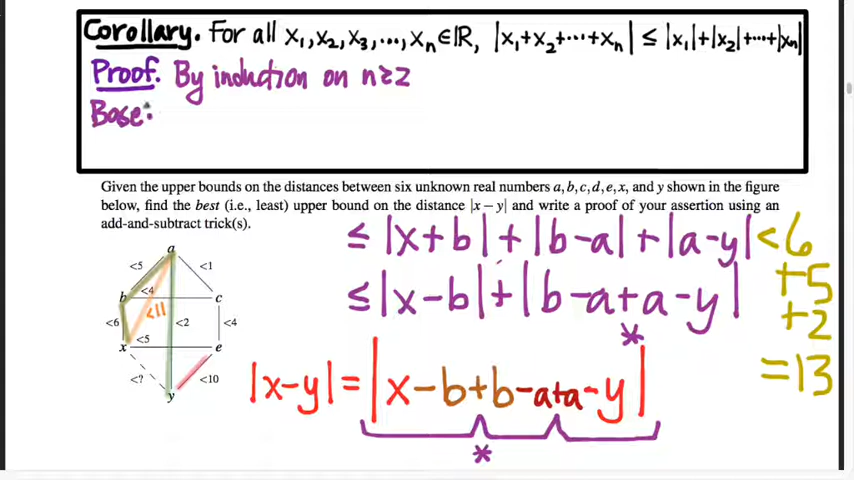 Corollary. For all x₁,x₂,x₃,…,xₙ∈ℝ, |x₁+x₂+⋯+xₙ| ≤ |x₁|+|x₂|+⋯+|xₙ|
Proof. By induction on n≥2
Base:
Given the upper bounds on the distances between six unknown real numbers a, b, c, d, e, x, and y shown in the figure
below, find the best (i.e., least) upper bound on the distance |x − y| and write a proof of your assertion using an
add-and-subtract trick(s).
≤ |x+b| + |b-a| + |a-y| < 6
+5
+2
= 13
≤ |x-b| + |b-a+a-y|
*
|x-y| = |x-b+b-a+a-y|
*
a
<5
<1
<4
b
c
<11
<6
<2
<4
<5
x
e
<?
<10
y